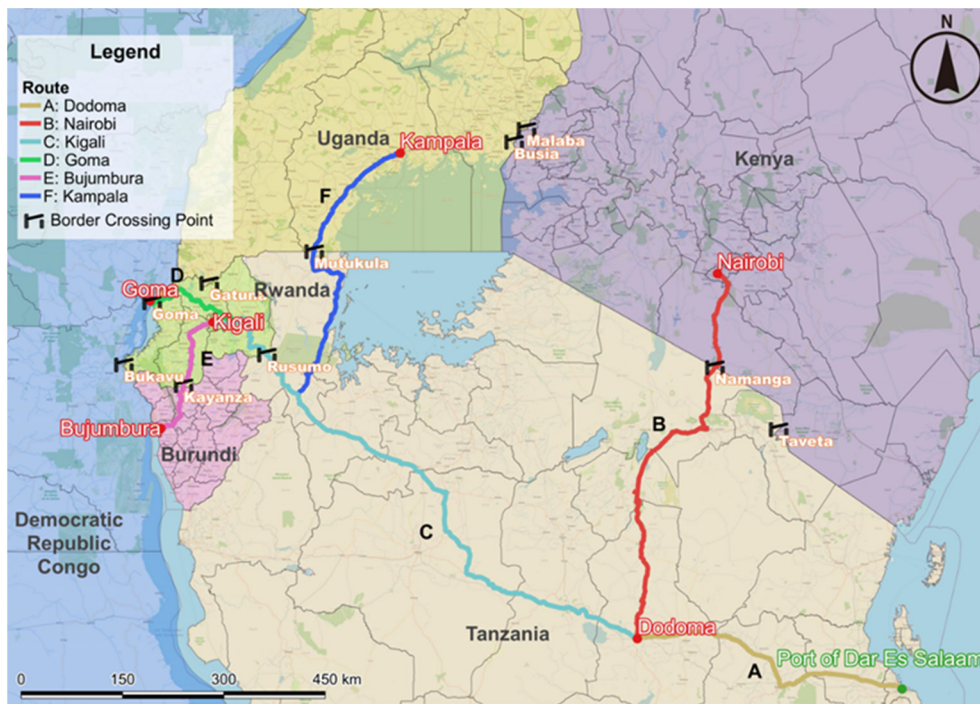 N
Legend
Route
A: Dodoma
B: Nairobi
C: Kigali
D: Goma
E: Bujumbura
F: Kampala
Border Crossing Point
Uganda
Kampala
Malaba
Busia
Kenya
F
Mutukula
Nairobi
D
Goma
Gatuna
Rwanda
Goma
Kigali
E
Rusumo
Bukavu
Kayanza
Namanga
Bujumbura
B
Taveta
Burundi
Democratic
Republic
Congo
C
Tanzania
Dodoma
Port of Dar Es Salaam
A
0 150 300 450 km